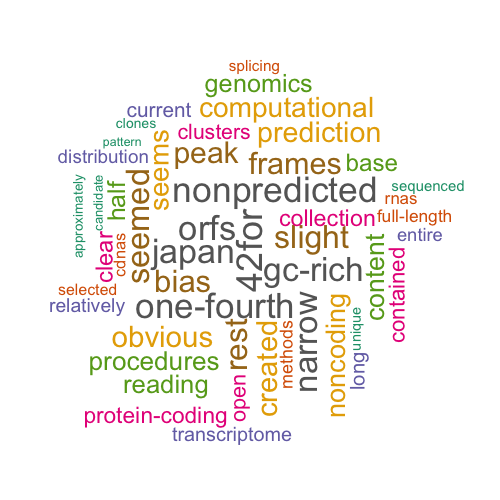 splicing
genomics
current
computational
clones
clusters
prediction
pattern
distribution
seems
peak
frames
base
approximately
candidate
half
seemed
nonpredicted
sequenced
rnas
orfs
42for
collection
full-length
clear
cdnas
japan
slight
entire
gc-rich
content
contained
selected
bias
relatively
one-fourth
narrow
noncoding
unique
obvious
rest
created
methods
long
procedures
reading
open
protein-coding
transcriptome